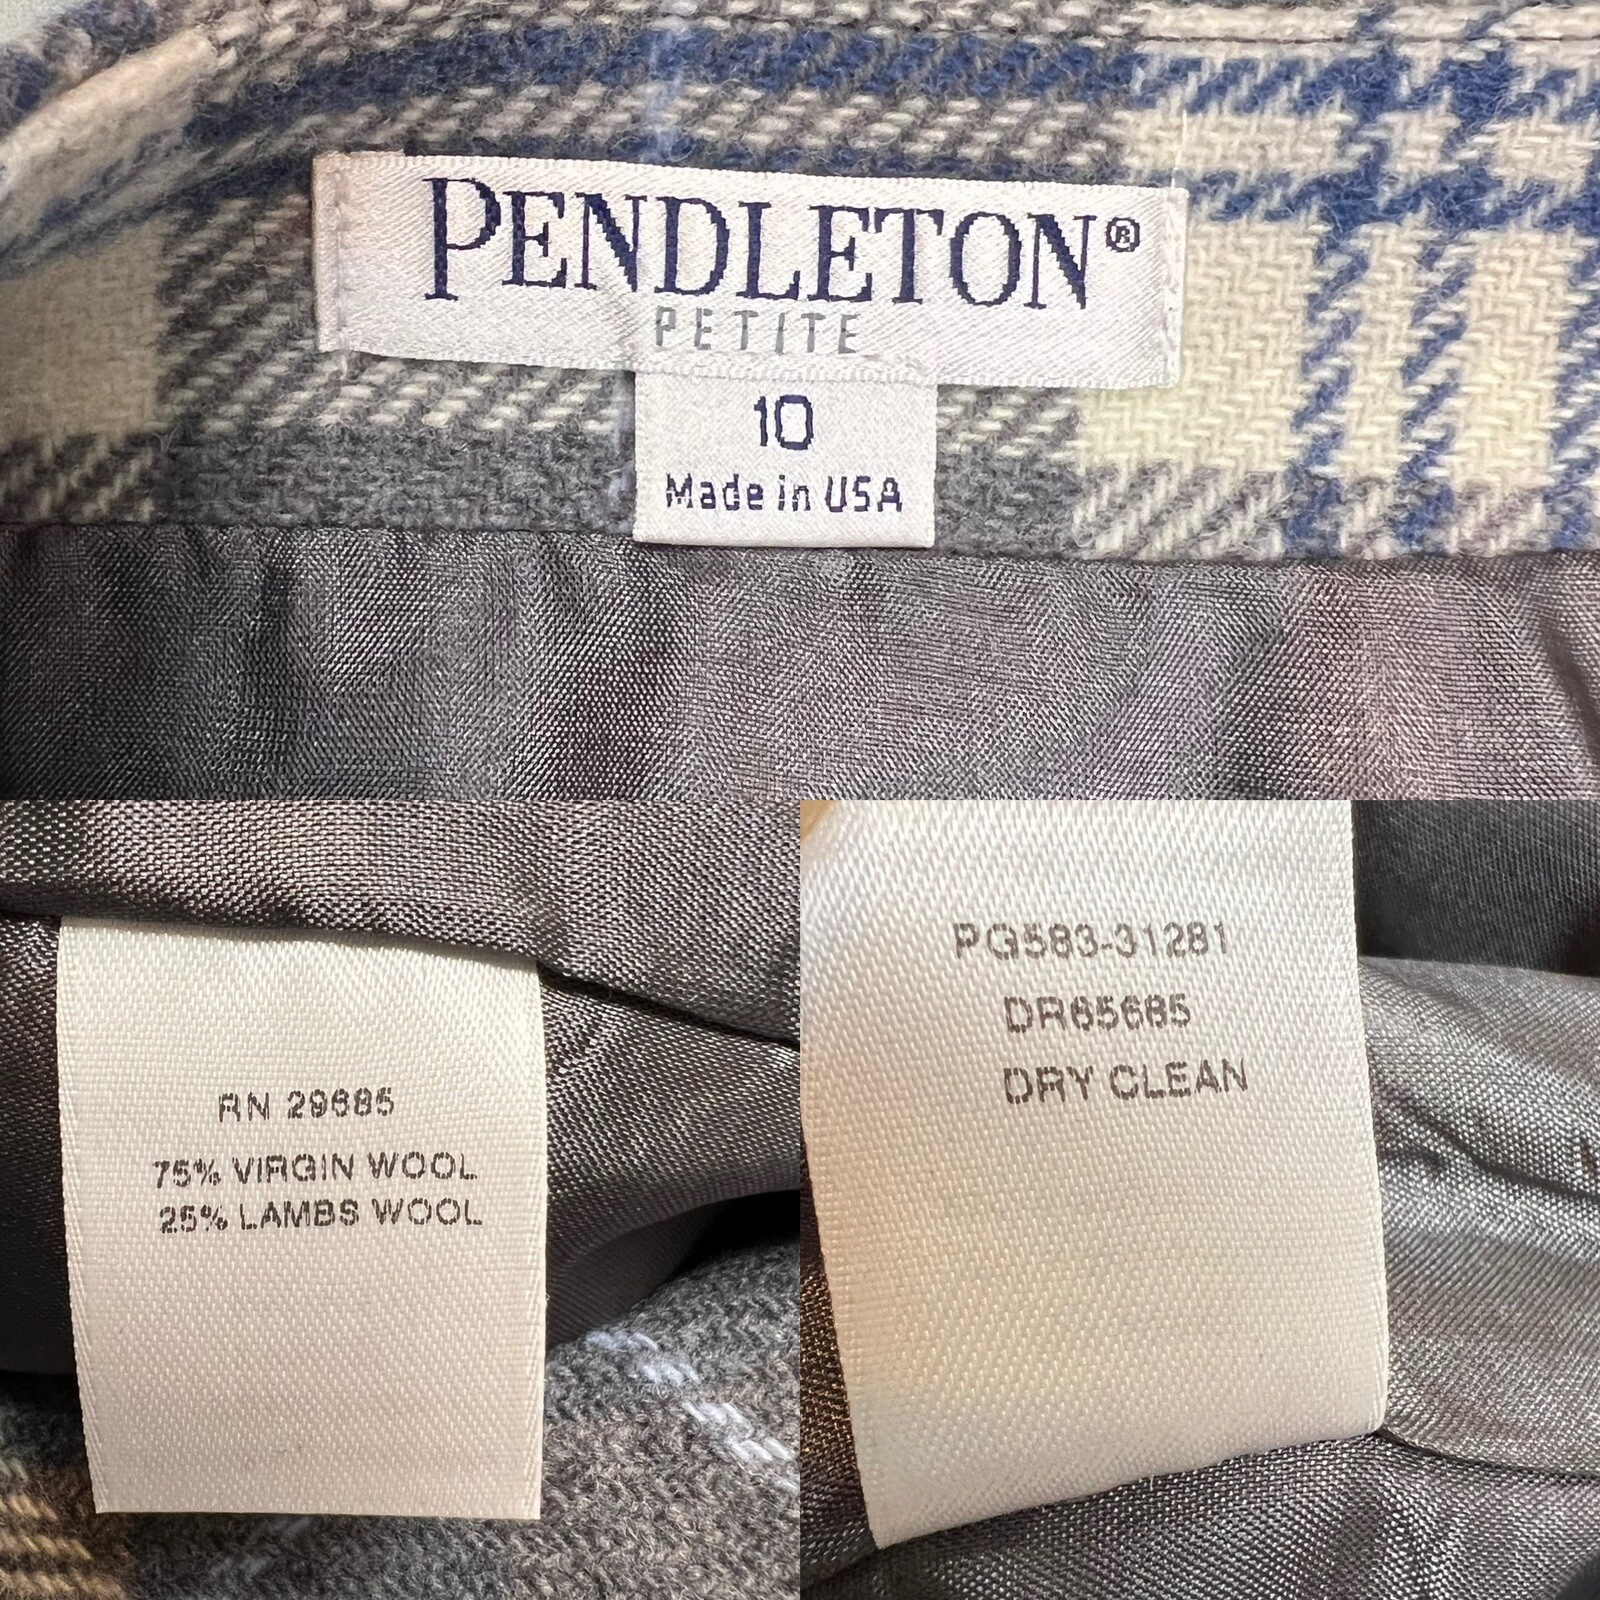 PENDLETON®
PETITE
10
Made in USA
RN 29685
75% VIRGIN WOOL
25% LAMBS WOOL
PG583-31281
DR65685
DRY CLEAN